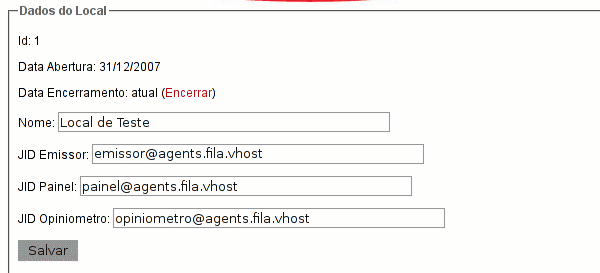 Dados do Local
Id: 1
Data Abertura: 31/12/2007
Data Encerramento: atual (Encerrar)
Nome: Local de Teste
JID Emissor: emissor@agents.fila.vhost
JID Painel: painel@agents.fila.vhost
JID Opiniometro: opiniometro@agents.fila.vhost
Salvar